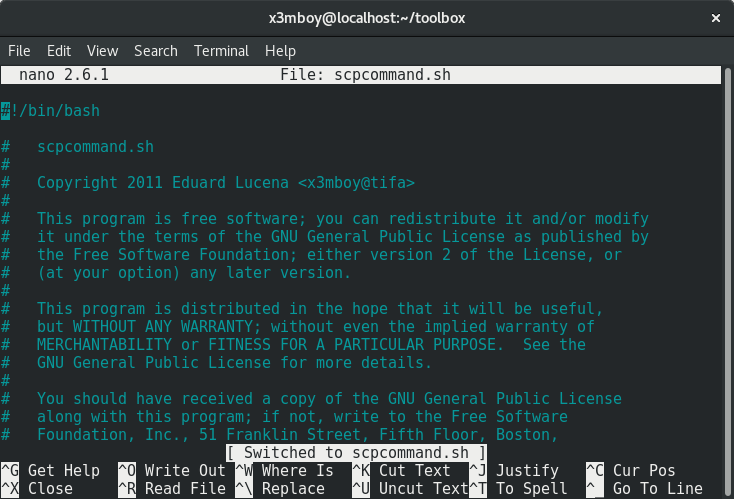 x3mboy@localhost:~/toolbox ×
File Edit View Search Terminal Help
nano 2.6.1 File: scpcommand.sh
#!/bin/bash
# scpcommand.sh
#
# Copyright 2011 Eduard Lucena <x3mboy@tifa>
#
# This program is free software; you can redistribute it and/or modify
# it under the terms of the GNU General Public License as published by
# the Free Software Foundation; either version 2 of the License, or
# (at your option) any later version.
#
# This program is distributed in the hope that it will be useful,
# but WITHOUT ANY WARRANTY; without even the implied warranty of
# MERCHANTABILITY or FITNESS FOR A PARTICULAR PURPOSE.  See the
# GNU General Public License for more details.
#
# You should have received a copy of the GNU General Public License
# along with this program; if not, write to the Free Software
# Foundation, Inc., 51 Franklin Street, Fifth Floor, Boston,
[ Switched to scpcommand.sh ]
^G Get Help ^O Write Out ^W Where Is ^K Cut Text ^J Justify ^C Cur Pos
^X Close ^R Read File ^\ Replace ^U Uncut Text ^T To Spell ^_ Go To Line